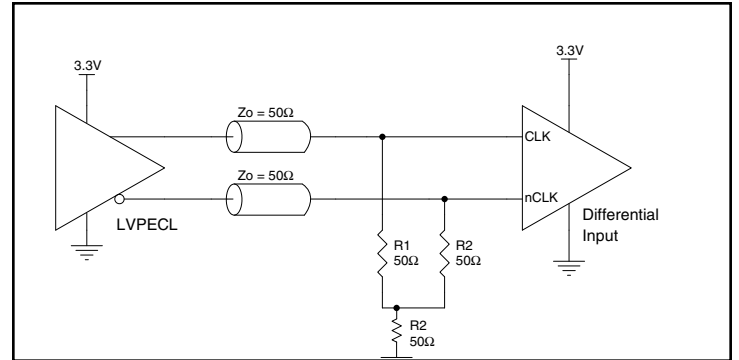 3.3V
3.3V
Zo = 50Ω
CLK
Zo = 50Ω
nCLK
LVPECL
Differential
Input
R1
50Ω
R2
50Ω
R2
50Ω